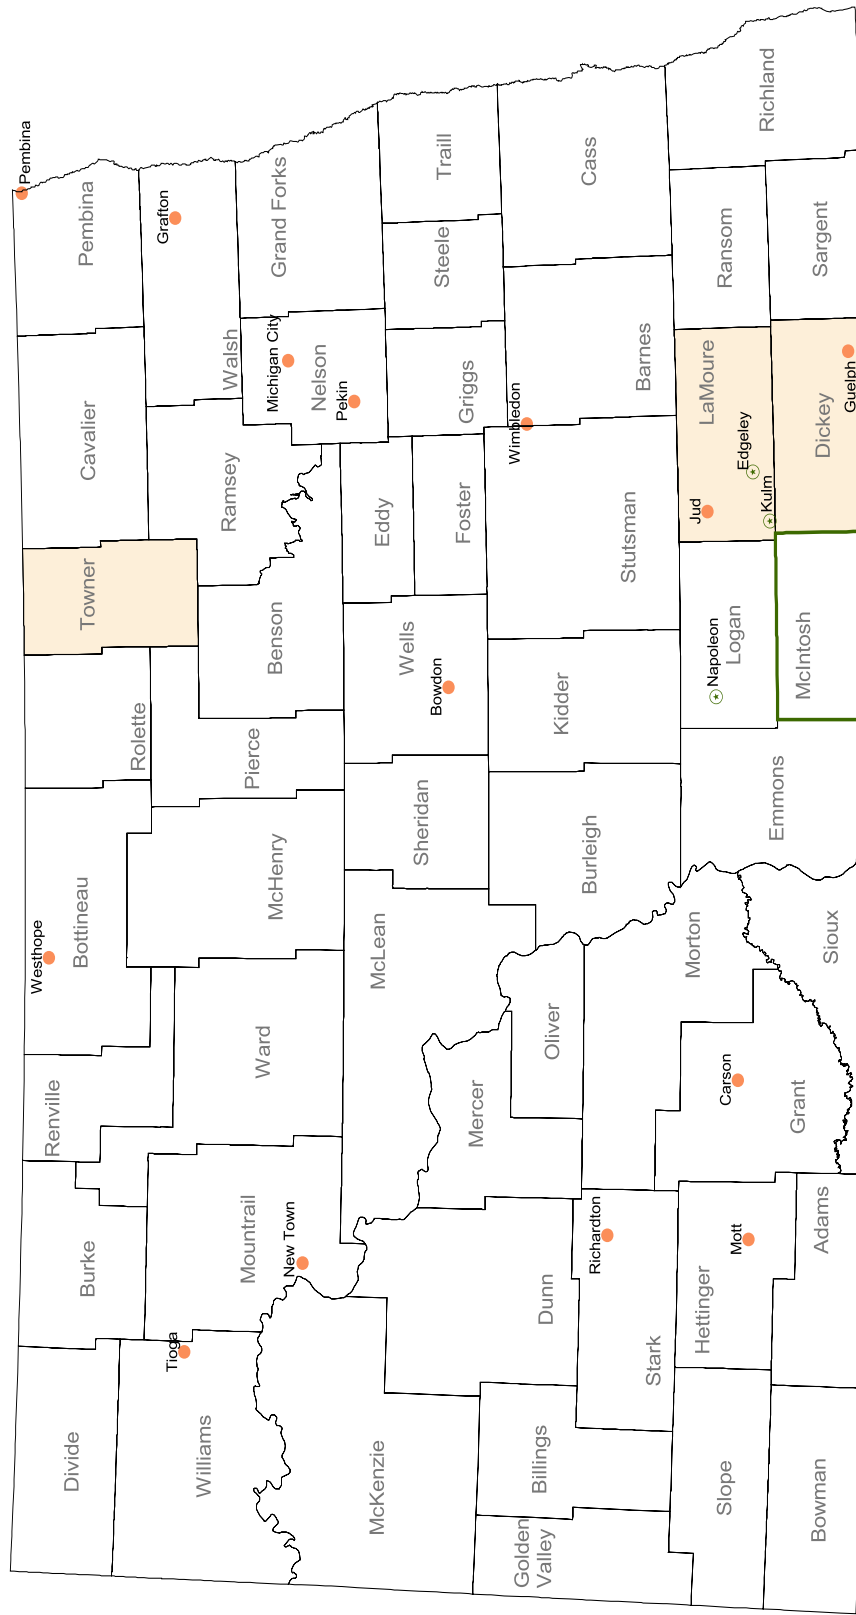 Divide
Burke
Renville
Bottineau
Westhope
Rolette
Towner
Cavalier
Pembina
Pembina
Williams
Tioga
Mountrail
New Town
Ward
McHenry
Pierce
Benson
Ramsey
Walsh
Grafton
Grand Forks
Nelson
Michigan City
Pekin
McKenzie
McLean
Sheridan
Wells
Bowdon
Eddy
Foster
Griggs
Steele
Traill
Dunn
Mercer
Oliver
Golden
Valley
Billings
Stark
Richardton
Morton
Burleigh
Kidder
Stutsman
Wimbledon
Barnes
Cass
Slope
Hettinger
Mott
Grant
Carson
Emmons
Napoleon
Logan
Jud
LaMoure
Edgeley
Kulm
Ransom
Richland
Bowman
Adams
Sioux
McIntosh
Dickey
Guelph
Sargent